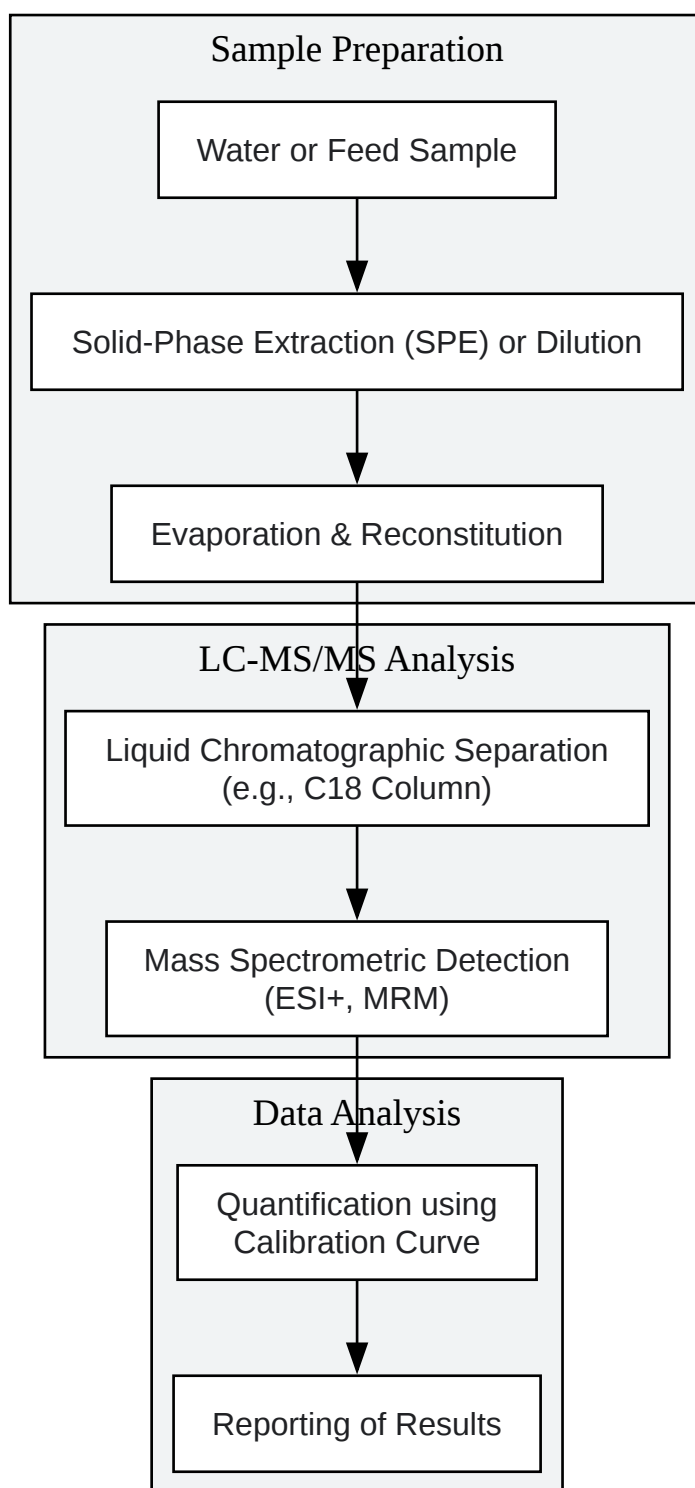 Sample Preparation
Water or Feed Sample
Solid-Phase Extraction (SPE) or Dilution
Evaporation & Reconstitution
LC-MS/MS Analysis
Liquid Chromatographic Separation
(e.g., C18 Column)
Mass Spectrometric Detection
(ESI+, MRM)
Data Analysis
Quantification using
Calibration Curve
Reporting of Results